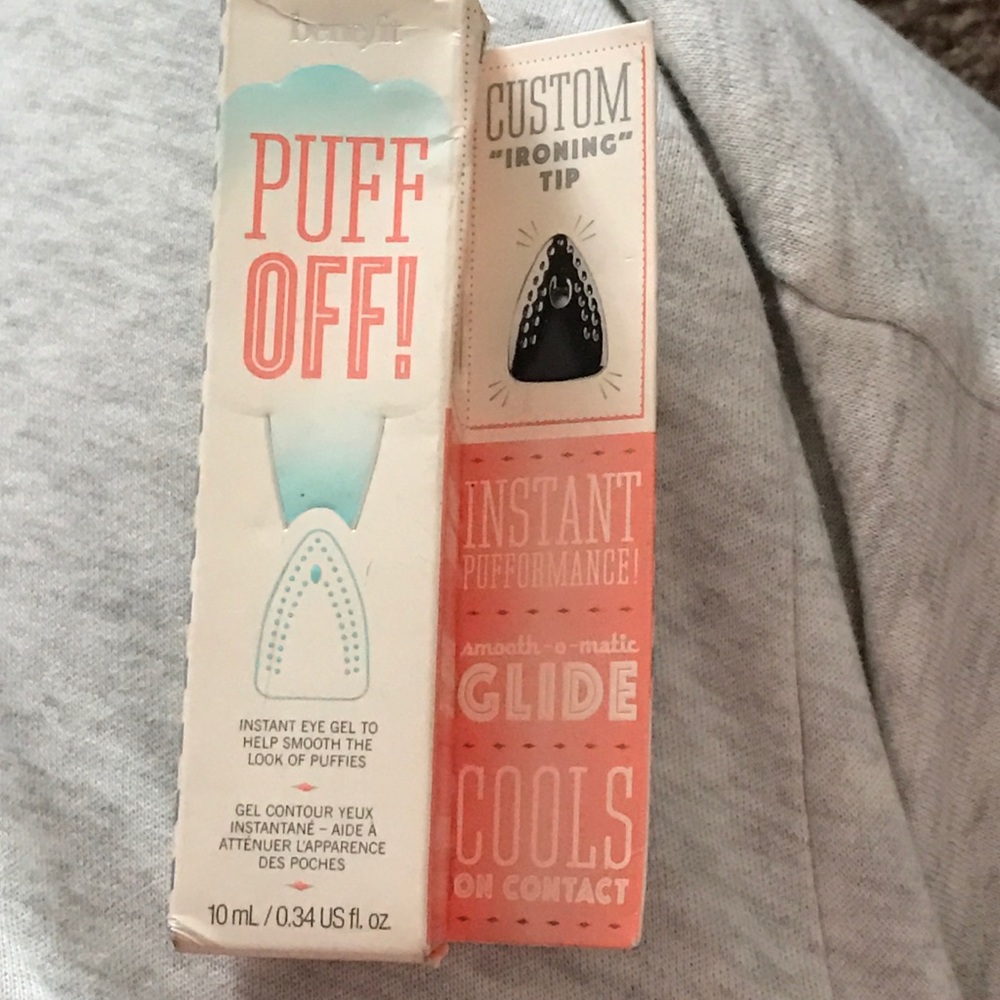 benefit
PUFF
OFF!
INSTANT EYE GEL TO
HELP SMOOTH THE
LOOK OF PUFFIES
GEL CONTOUR YEUX
INSTANTANÉ – AIDE À
ATTÉNUER L'APPARENCE
DES POCHES
10 mL / 0.34 US fl. oz.
CUSTOM
"IRONING"
TIP
INSTANT
PUFFORMANCE!
smooth-o-matic
GLIDE
COOLS
ON CONTACT